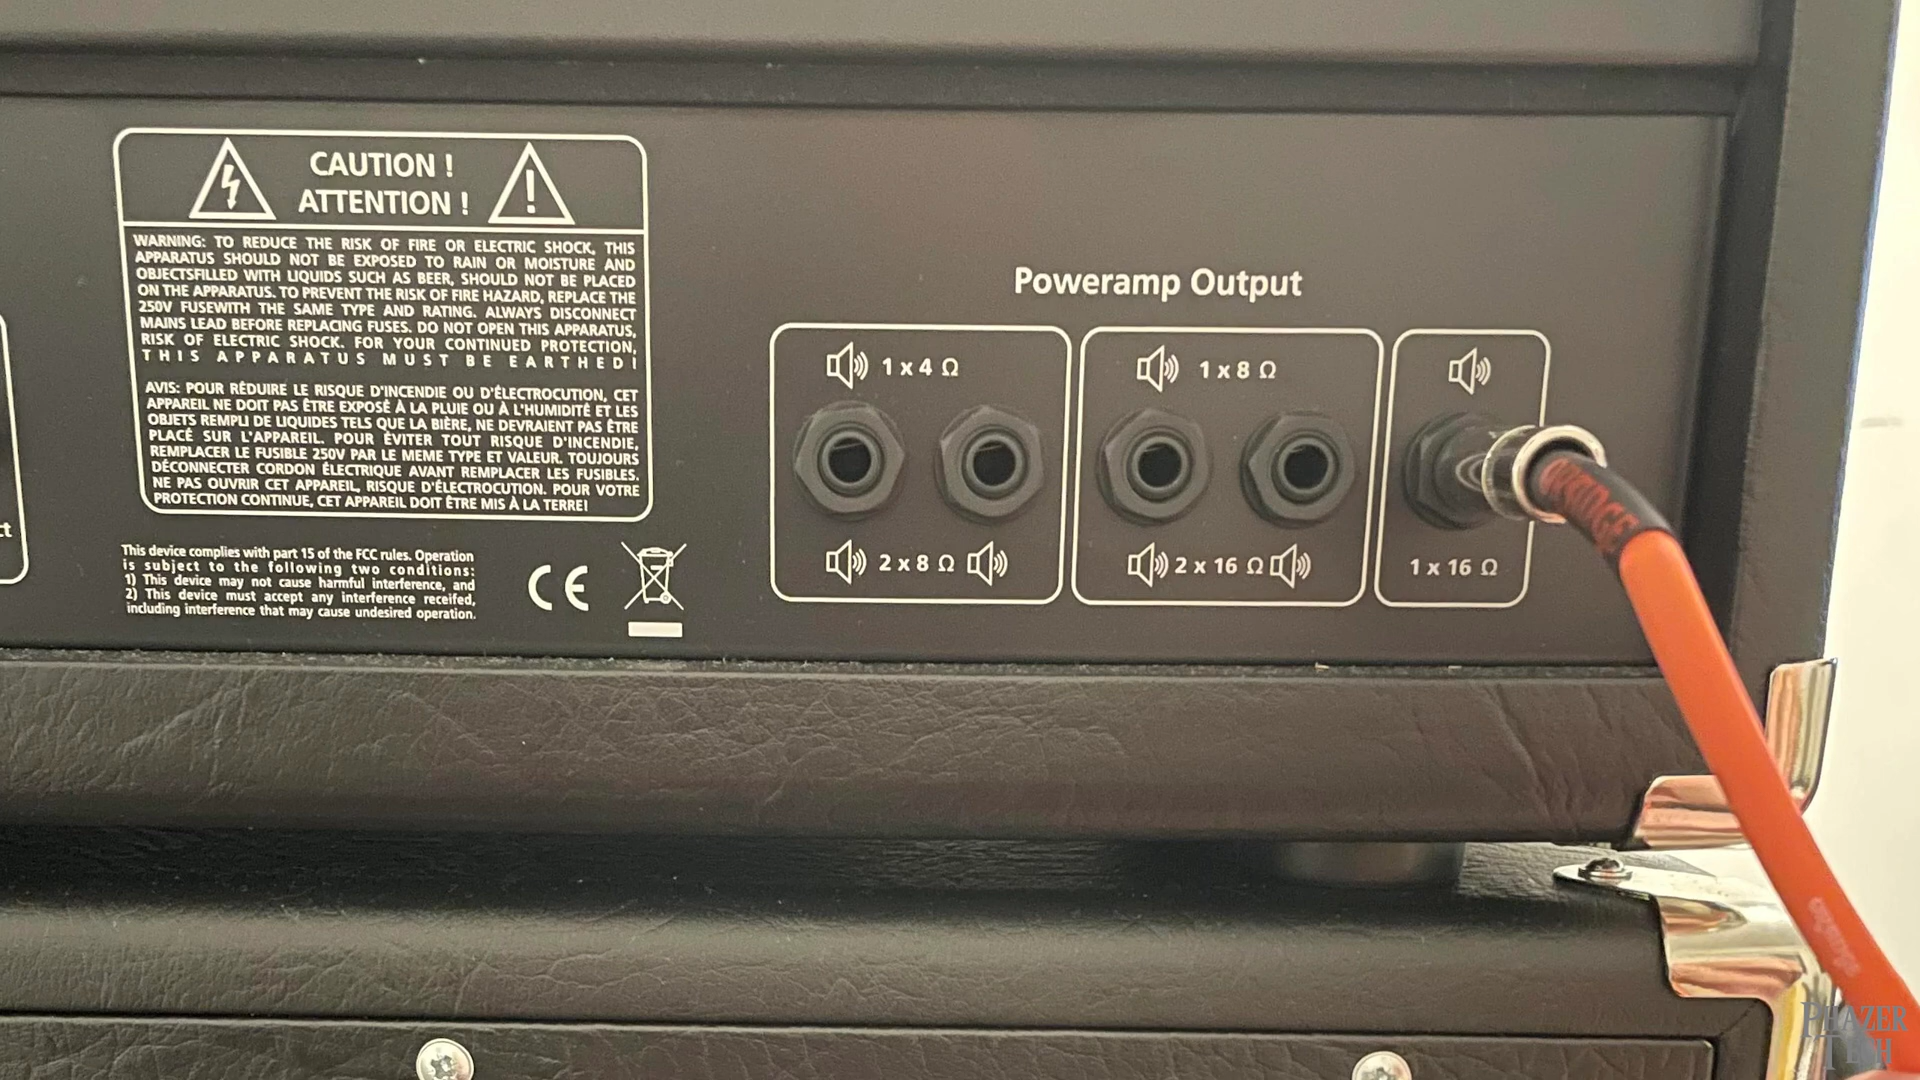 CAUTION !
ATTENTION !
WARNING: TO REDUCE THE RISK OF FIRE OR ELECTRIC SHOCK, THIS
APPARATUS SHOULD NOT BE EXPOSED TO RAIN OR MOISTURE AND
OBJECTSFILLED WITH LIQUIDS SUCH AS BEER, SHOULD NOT BE PLACED
ON THE APPARATUS. TO PREVENT THE RISK OF FIRE HAZARD, REPLACE THE
250V FUSEWITH THE SAME TYPE AND RATING. ALWAYS DISCONNECT
MAINS LEAD BEFORE REPLACING FUSES. DO NOT OPEN THIS APPARATUS,
RISK OF ELECTRIC SHOCK. FOR YOUR CONTINUED PROTECTION,
THIS APPARATUS MUST BE EARTHED!
AVIS: POUR RÉDUIRE LE RISQUE D'INCENDIE OU D'ÉLECTROCUTION, CET
APPAREIL NE DOIT PAS ÊTRE EXPOSÉ À LA PLUIE OU À L'HUMIDITÉ ET LES
OBJETS REMPLI DE LIQUIDES TELS QUE LA BIÈRE, NE DEVRAIENT PAS ÊTRE
PLACÉ SUR L'APPAREIL. POUR ÉVITER TOUT RISQUE D'INCENDIE,
REMPLACER LE FUSIBLE 250V PAR LE MEME TYPE ET VALEUR. TOUJOURS
DÉCONNECTER CORDON ÉLECTRIQUE AVANT REMPLACER LES FUSIBLES.
NE PAS OUVRIR CET APPAREIL, RISQUE D'ÉLECTROCUTION. POUR VOTRE
PROTECTION CONTINUE, CET APPAREIL DOIT ÊTRE MIS À LA TERRE!
ct
This device complies with part 15 of the FCC rules. Operation
is subject to the following two conditions:
1) This device may not cause harmful interference, and
2) This device must accept any interference receifed,
including interference that may cause undesired operation.
CE
Poweramp Output
1 x 4 Ω
2 x 8 Ω
1 x 8 Ω
2 x 16 Ω
1 x 16 Ω
ORANGE
orange
PHAZER
TECH